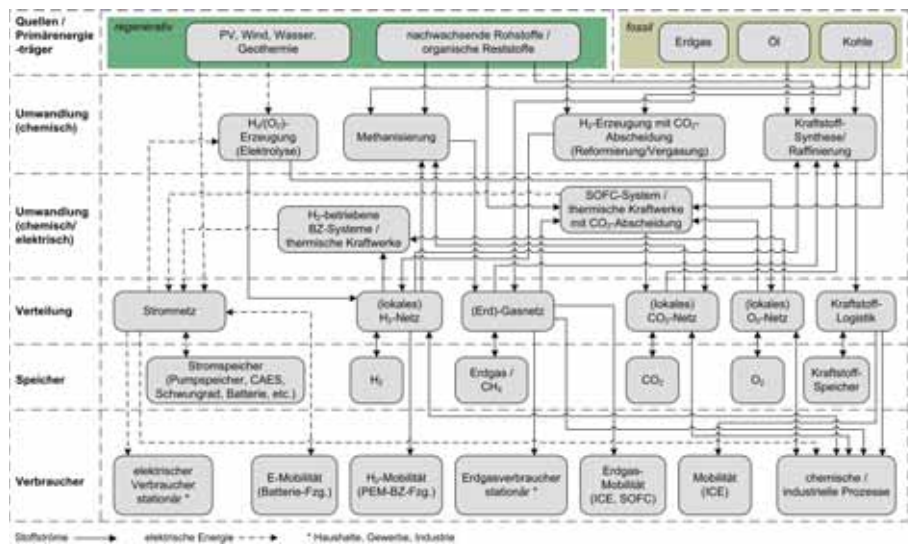 Quellen /
Primärenergie
-träger
regenerativ
PV, Wind, Wasser,
Geothermie
nachwachsende Rohstoffe /
organische Reststoffe
fossil
Erdgas
Öl
Kohle
Umwandlung
(chemisch)
H₂/(O₂)-
Erzeugung
(Elektrolyse)
Methanisierung
H₂-Erzeugung mit CO₂-
Abscheidung
(Reformierung/Vergasung)
Kraftstoff-
Synthese/
Raffinierung
Umwandlung
(chemisch/
elektrisch)
H₂-betriebene
BZ-Systeme /
thermische Kraftwerke
SOFC-System /
thermische Kraftwerke
mit CO₂-Abscheidung
Verteilung
Stromnetz
(lokales)
H₂-Netz
(Erd)-Gasnetz
(lokales)
CO₂-Netz
(lokales)
O₂-Netz
Kraftstoff-
Logistik
Speicher
Stromspeicher
(Pumpspeicher, CAES,
Schwungrad, Batterie, etc.)
H₂
Erdgas /
CH₄
CO₂
O₂
Kraftstoff-
Speicher
Verbraucher
elektrischer
Verbraucher
stationär *
E-Mobilität
(Batterie-Fzg.)
H₂-Mobilität
(PEM-BZ-Fzg.)
Erdgasverbraucher
stationär *
Erdgas-
Mobilität
(ICE, SOFC)
Mobilität
(ICE)
chemische /
industrielle Prozesse
Stoffströme
elektrische Energie
* Haushalte, Gewerbe, Industrie